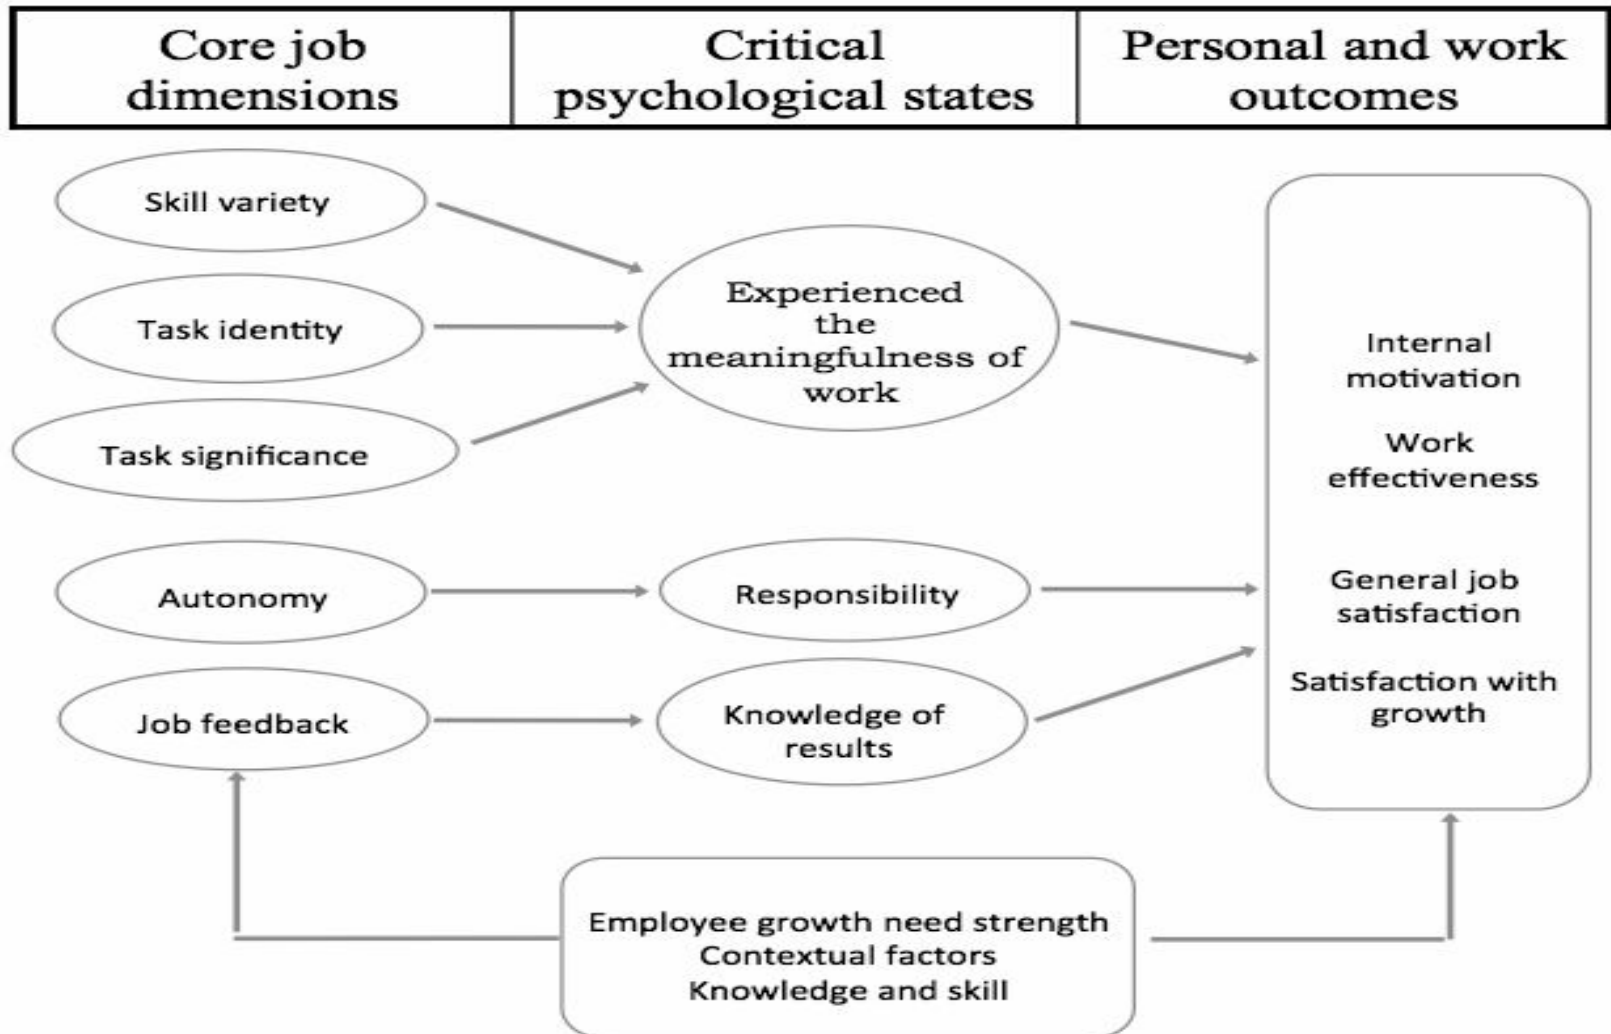 Core job
dimensions
Critical
psychological states
Personal and work
outcomes
Skill variety
Task identity
Task significance
Autonomy
Job feedback
Experienced
the
meaningfulness of
work
Responsibility
Knowledge of
results
Internal
motivation
Work
effectiveness
General job
satisfaction
Satisfaction with
growth
Employee growth need strength
Contextual factors
Knowledge and skill